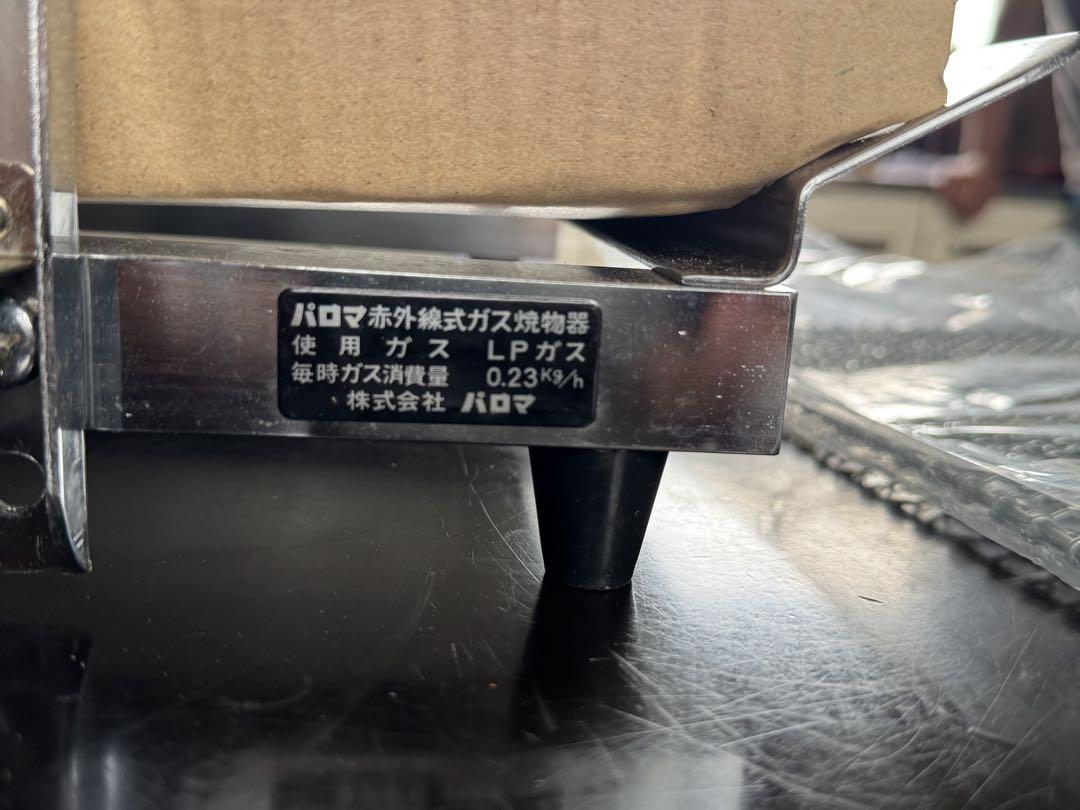 パロマ赤外線式ガス焼物器
使用ガス LPガス
毎時ガス消費量 0.23Kg/h
株式会社 パロマ